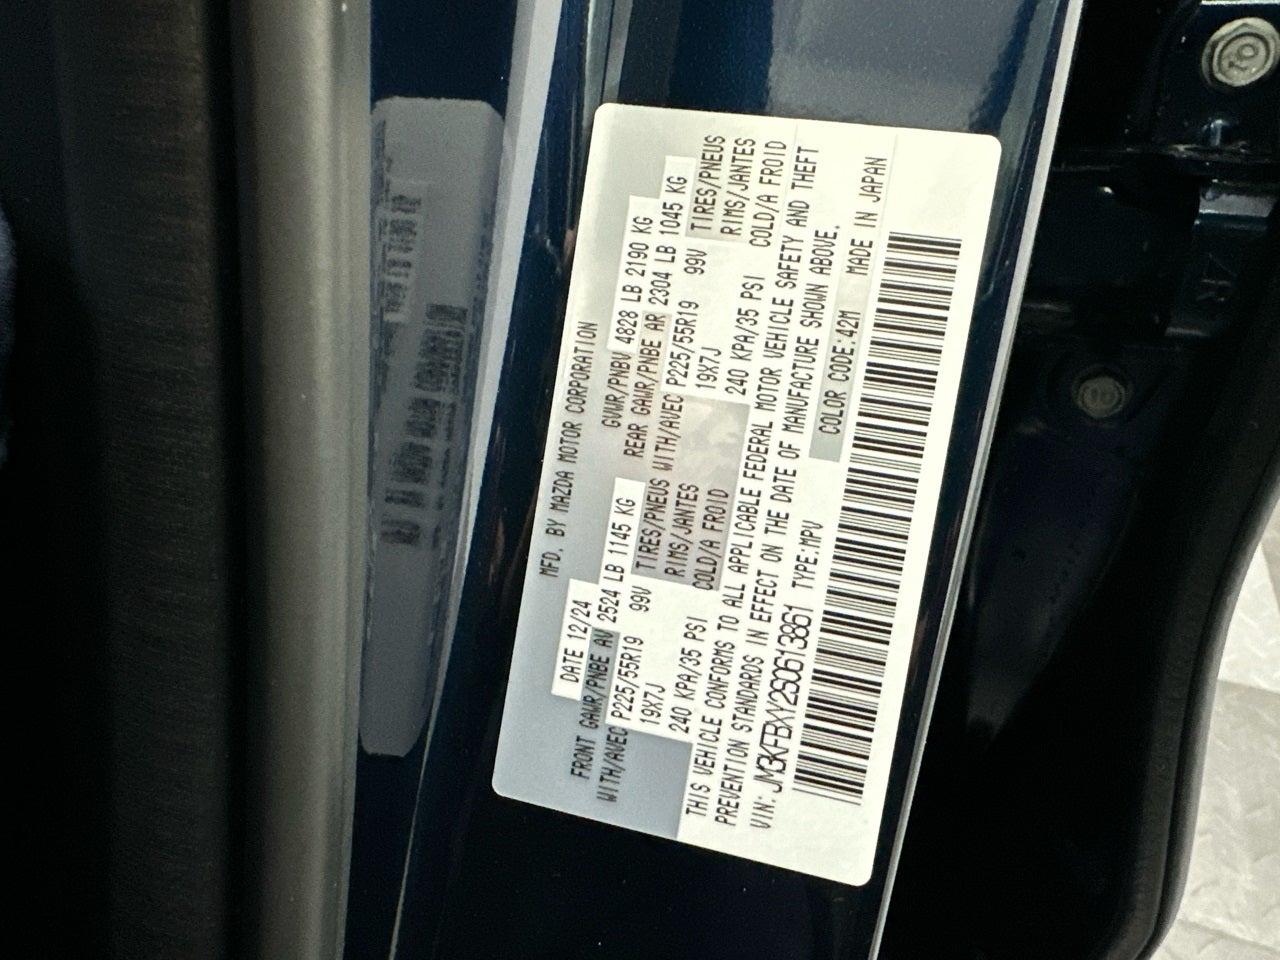 MFD. BY MAZDA MOTOR CORPORATION
DATE 12/24 GVWR/PNBV 4828 LB 2190 KG
FRONT GAWR/PNBE AV 2524 LB 1145 KG REAR GAWR/PNBE AR 2304 LB 1045 KG
WITH/AVEC P225/55R19 99V TIRES/PNEUS WITH/AVEC P225/55R19 99V TIRES/PNEUS
19X7J RIMS/JANTES 19X7J RIMS/JANTES
240 KPA/35 PSI COLD/A FROID 240 KPA/35 PSI COLD/A FROID
THIS VEHICLE CONFORMS TO ALL APPLICABLE FEDERAL MOTOR VEHICLE SAFETY AND THEFT
PREVENTION STANDARDS IN EFFECT ON THE DATE OF MANUFACTURE SHOWN ABOVE.
VIN: JM3KFBXY2S0613861 TYPE:MPV COLOR CODE:42M MADE IN JAPAN